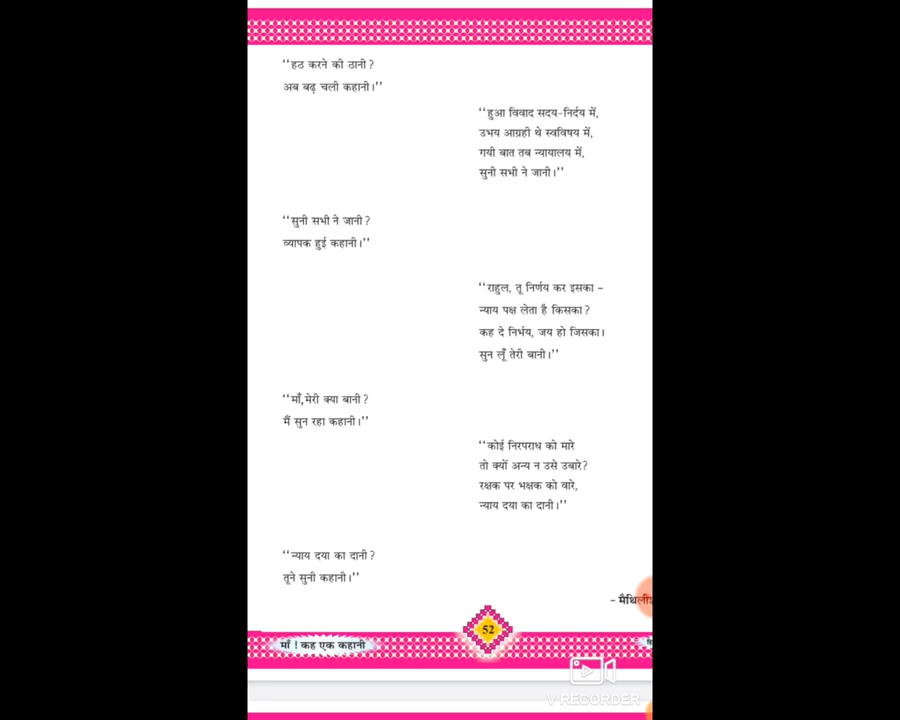 ‘‘हठ करने की ठानी?
अब बढ़ चली कहानी।’’
‘‘हुआ विवाद सदय-निर्दय में,
उभय आग्रही थे स्वविषय में,
गयी बात तब न्यायालय में,
सुनी सभी ने जानी।’’
‘‘सुनी सभी ने जानी?
व्यापक हुई कहानी।’’
‘‘राहुल, तू निर्णय कर इसका –
न्याय पक्ष लेता है किसका?
कह दे निर्भय, जय हो जिसका।
सुन लूँ तेरी बानी।’’
‘‘माँ,मेरी क्या बानी?
मैं सुन रहा कहानी।’’
‘‘कोई निरपराध को मारे
तो क्यों अन्य न उसे उबारे?
रक्षक पर भक्षक को वारे,
न्याय दया का दानी।’’
‘‘न्याय दया का दानी?
तूने सुनी कहानी।’’
52
माँ ! कह एक कहानी
V RECORDER